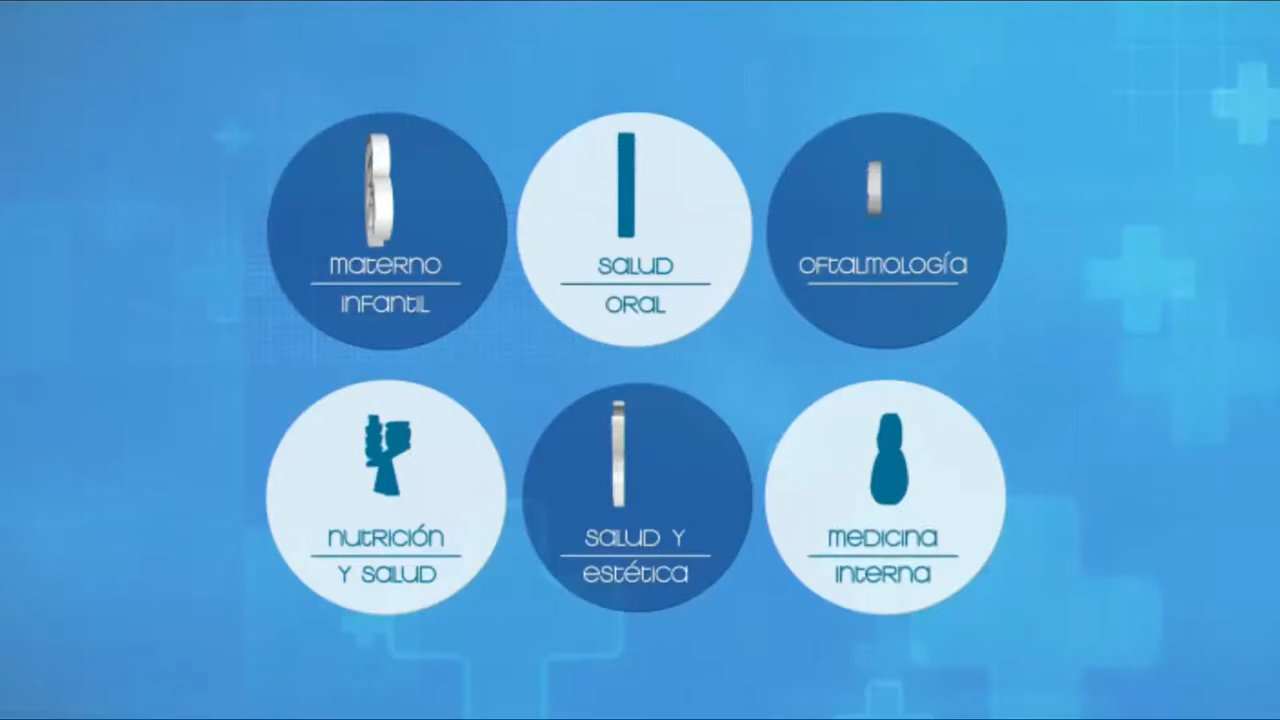 materno
infantil
salud
oral
oftalmología
nutrición
y salud
salud y
estética
medicina
interna